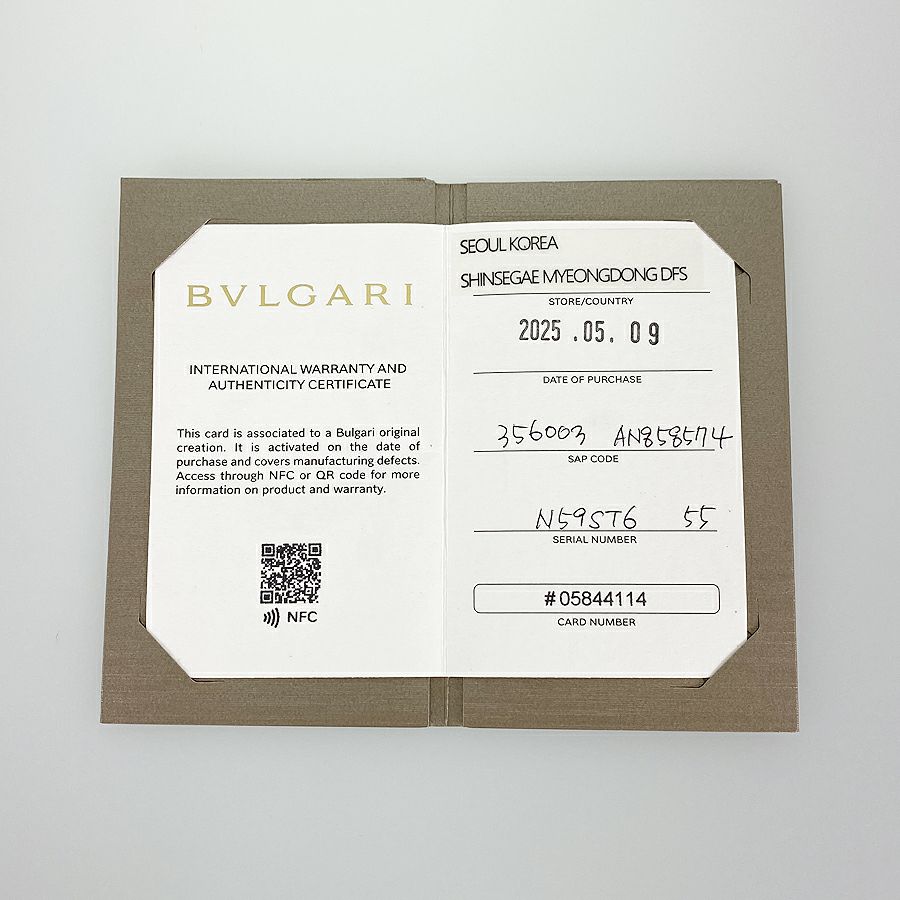 BVLGARI
INTERNATIONAL WARRANTY AND
AUTHENTICITY CERTIFICATE
This card is associated to a Bulgari original
creation. It is activated on the date of
purchase and covers manufacturing defects.
Access through NFC or QR code for more
information on product and warranty.
NFC
SEOUL KOREA
SHINSEGAE MYEONGDONG DFS
STORE/COUNTRY
2025 .05. 09
DATE OF PURCHASE
356003 AN858574
SAP CODE
N59ST6 55
SERIAL NUMBER
#05844114
CARD NUMBER